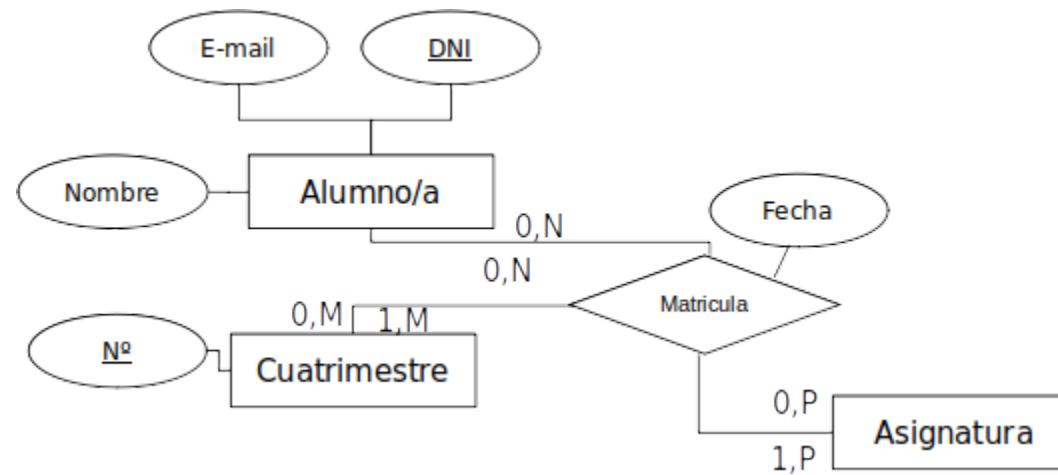 E-mail
DNI
Nombre
Alumno/a
Fecha
0,N
0,N
Matricula
0,M
1,M
Nº
Cuatrimestre
0,P
Asignatura
1,P